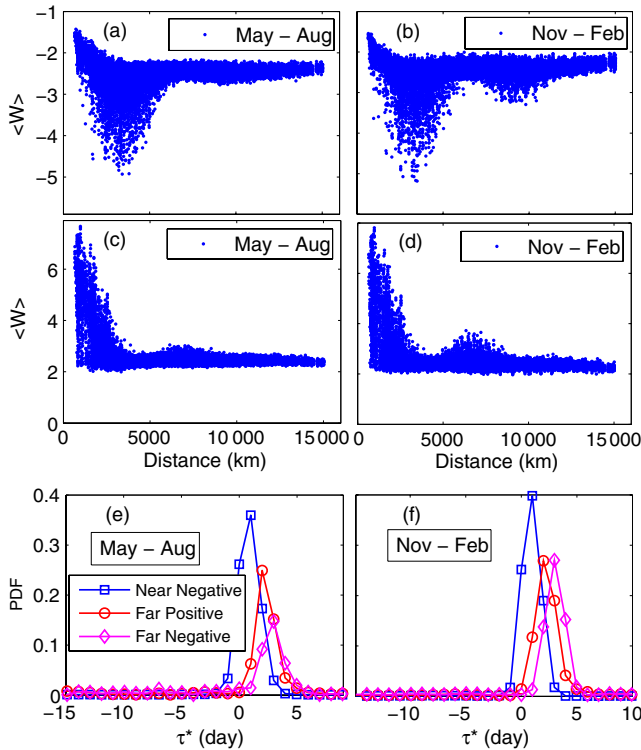 (a) May – Aug
(b) Nov – Feb
−1
−2
−3
−4
−5
<W>
(c) May – Aug
(d) Nov – Feb
6
4
2
<W>
0 5000 10 000 15 000
0 5000 10 000 15 000
Distance (km)
Distance (km)
0.4
0.3
0.2
0.1
0
PDF
(e)
May – Aug
Near Negative
Far Positive
Far Negative
(f)
Nov – Feb
−15 −10 −5 0 5
−10 −5 0 5 10
τ* (day)
τ* (day)